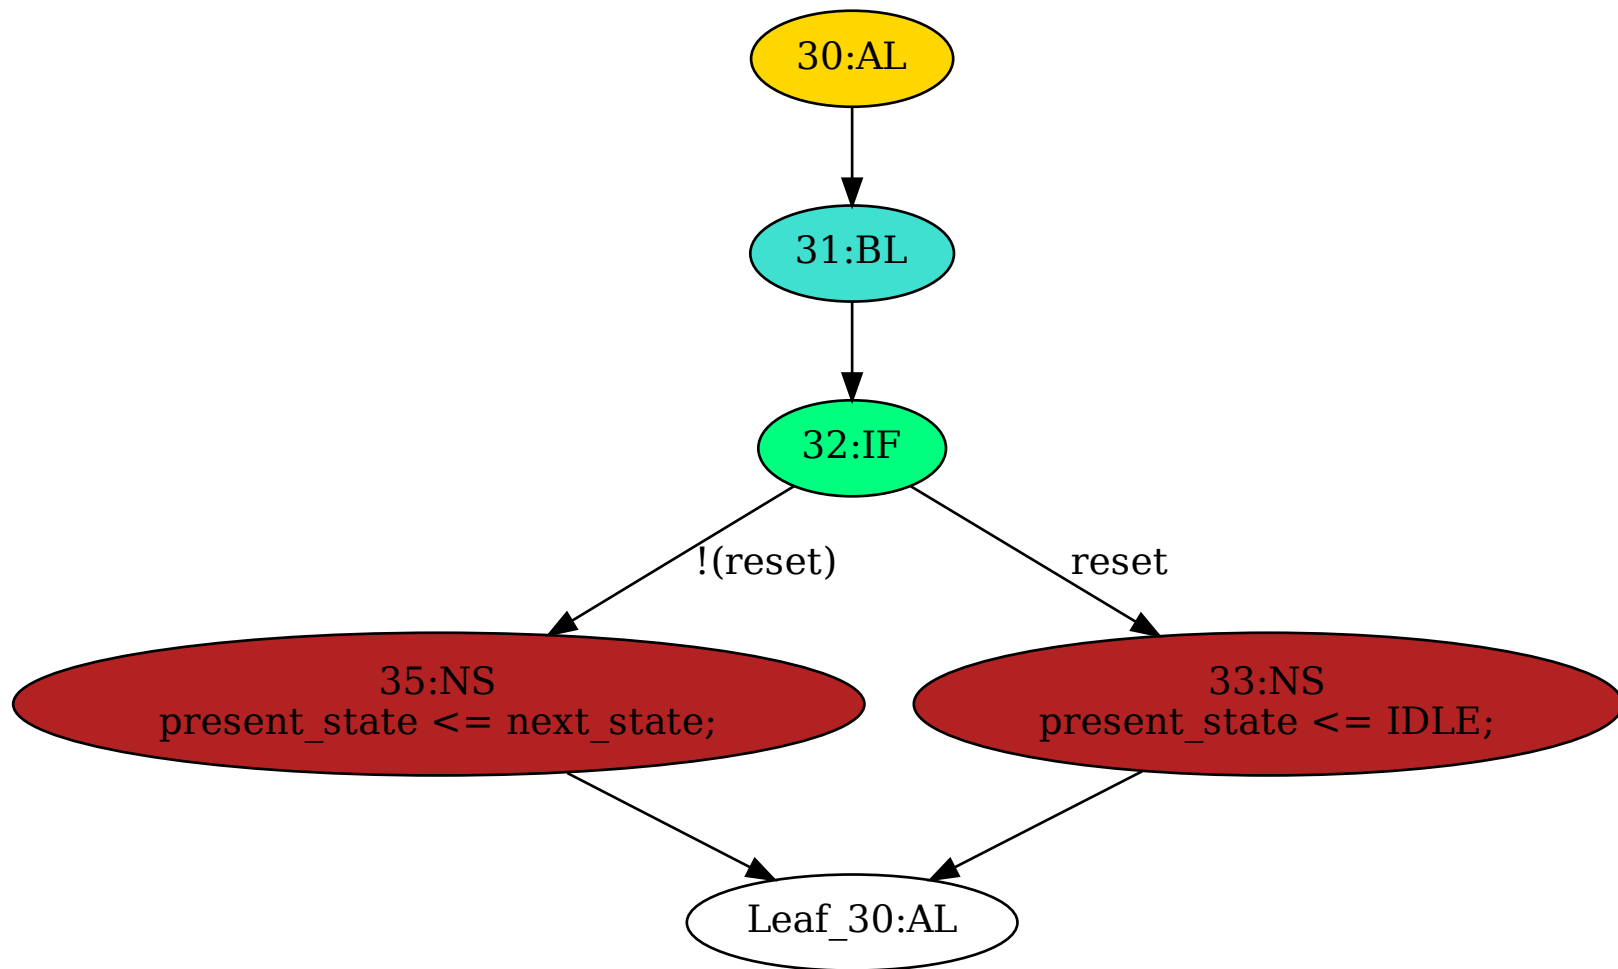 30:AL
31:BL
32:IF
!(reset)
reset
35:NS
present_state <= next_state;
33:NS
present_state <= IDLE;
Leaf_30:AL